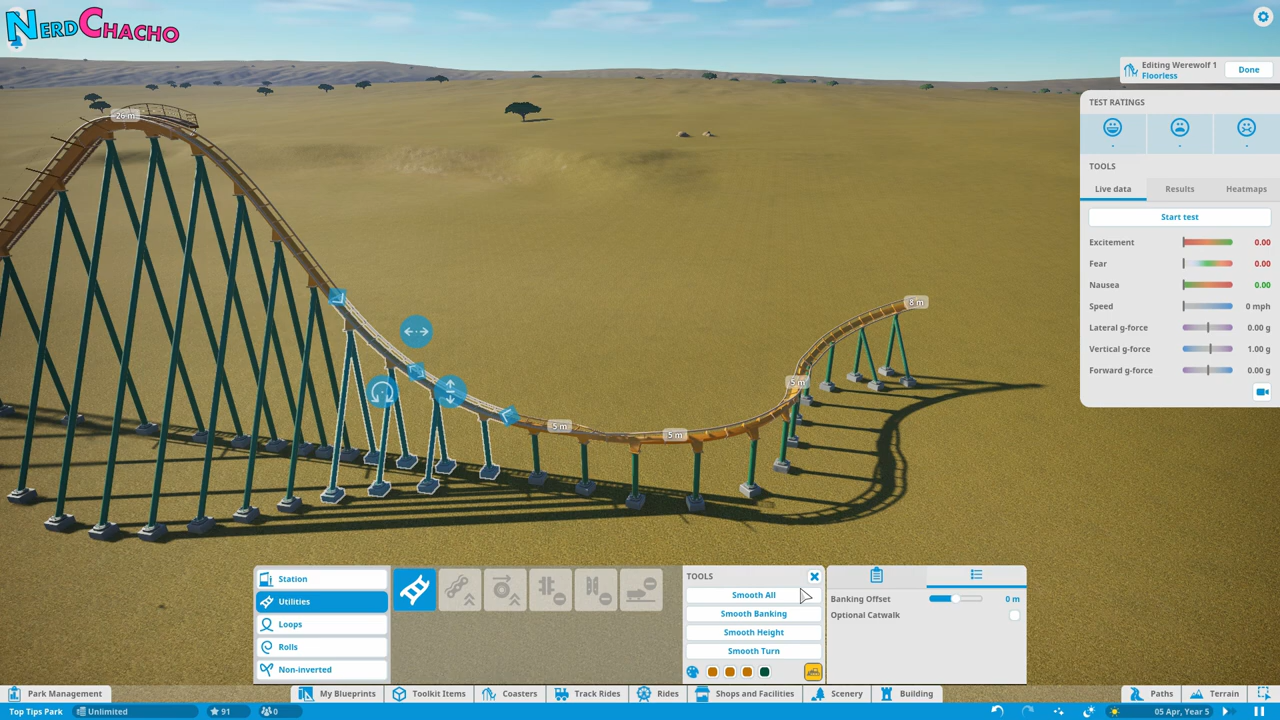 NERDCHACHO
Editing Werewolf 1
Floorless
Done
TEST RATINGS
- - -
TOOLS
Live data Results Heatmaps
Start test
Excitement 0.00
Fear 0.00
Nausea 0.00
Speed 0 mph
Lateral g-force 0.00 g
Vertical g-force 1.00 g
Forward g-force 0.00 g
26 m
8 m
5 m
5 m
5 m
Station
Utilities
Loops
Rolls
Non-inverted
TOOLS
Smooth All
Smooth Banking
Smooth Height
Smooth Turn
Banking Offset 0 m
Optional Catwalk
Park Management My Blueprints Toolkit Items Coasters Track Rides Rides Shops and Facilities Scenery Building Paths Terrain
Top Tips Park Unlimited 91 0 05 Apr, Year 5